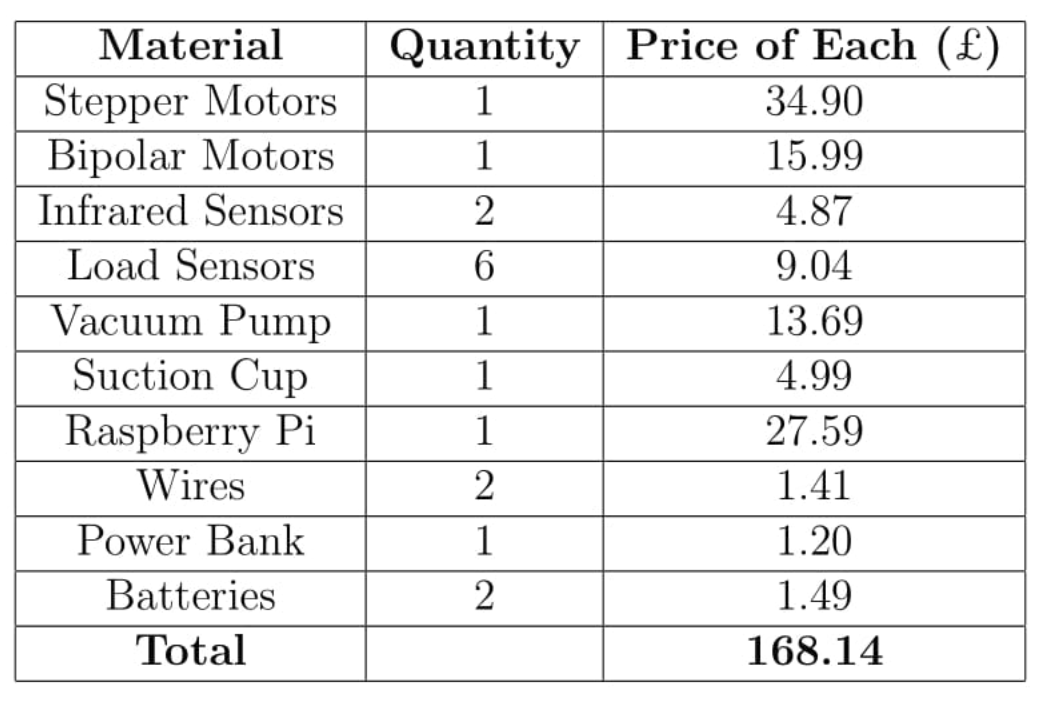 Material Quantity Price of Each (£)
Stepper Motors 1 34.90
Bipolar Motors 1 15.99
Infrared Sensors 2 4.87
Load Sensors 6 9.04
Vacuum Pump 1 13.69
Suction Cup 1 4.99
Raspberry Pi 1 27.59
Wires 2 1.41
Power Bank 1 1.20
Batteries 2 1.49
Total 168.14